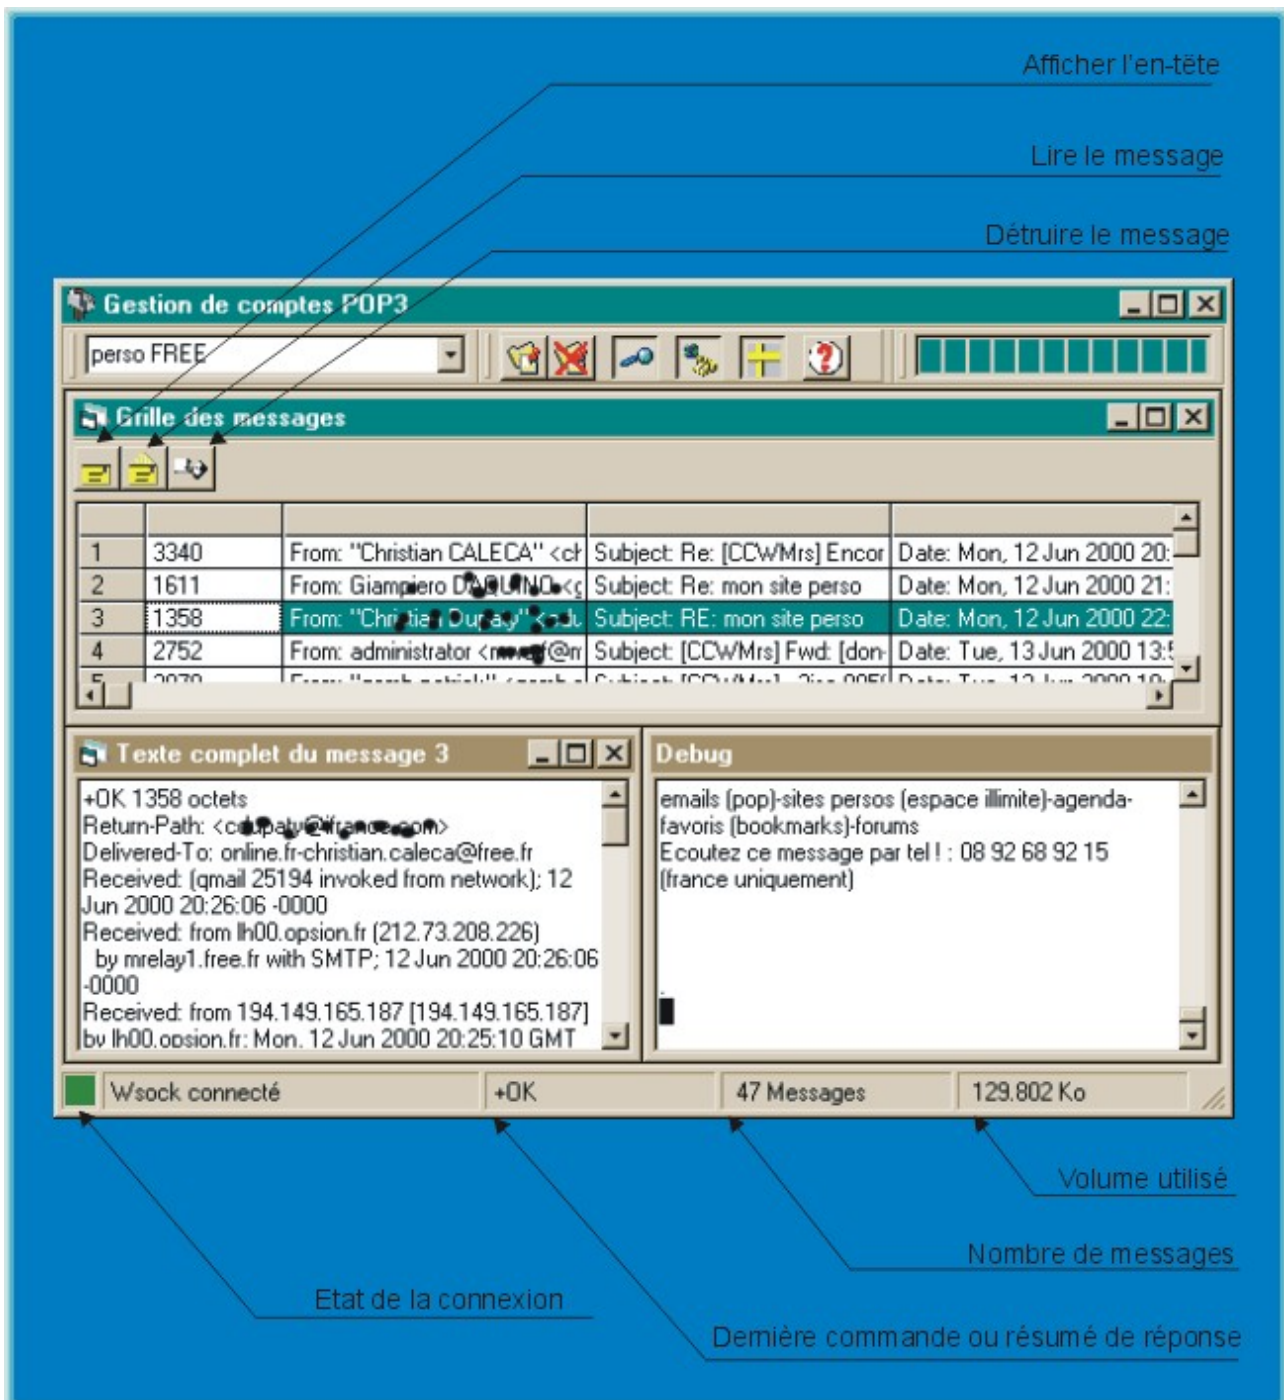 Afficher l'en-tëte
Lire le message
Détruire le message
Gestion de comptes POP3
perso FREE
Grille des messages
1 3340 From: "Christian CALECA" <ch Subject: Re: [CCWMrs] Encor Date: Mon, 12 Jun 2000 20:
2 1611 From: Giampiero Subject: Re: mon site perso Date: Mon, 12 Jun 2000 21:
3 1358 From: "Christian Subject: RE: mon site perso Date: Mon, 12 Jun 2000 22:
4 2752 From: administrator Subject: [CCWMrs] Fwd: [don- Date: Tue, 13 Jun 2000 13:5
Texte complet du message 3
+OK 1358 octets
Return-Path:
Delivered-To: online.fr-christian.caleca@free.fr
Received: (qmail 25194 invoked from network); 12
Jun 2000 20:26:06 -0000
Received: from lh00.opsion.fr (212.73.208.226)
by mrelay1.free.fr with SMTP; 12 Jun 2000 20:26:06
-0000
Received: from 194.149.165.187 [194.149.165.187]
by lh00.opsion.fr; Mon, 12 Jun 2000 20:25:10 GMT
Debug
emails (pop)-sites persos (espace illimite)-agenda-
favoris (bookmarks)-forums
Ecoutez ce message par tel ! : 08 92 68 92 15
(france uniquement)
.
Wsock connecté +OK 47 Messages 129.802 Ko
Volume utilisé
Nombre de messages
Etat de la connexion
Dernière commande ou résumé de réponse